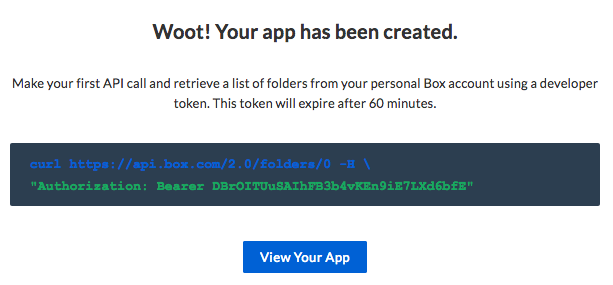 Woot! Your app has been created.
Make your first API call and retrieve a list of folders from your personal Box account using a developer
token. This token will expire after 60 minutes.
curl https://api.box.com/2.0/folders/0 -H \
"Authorization: Bearer DBrOITUuSAIhFB3b4vKEn9iE7LXd6bfE"
View Your App